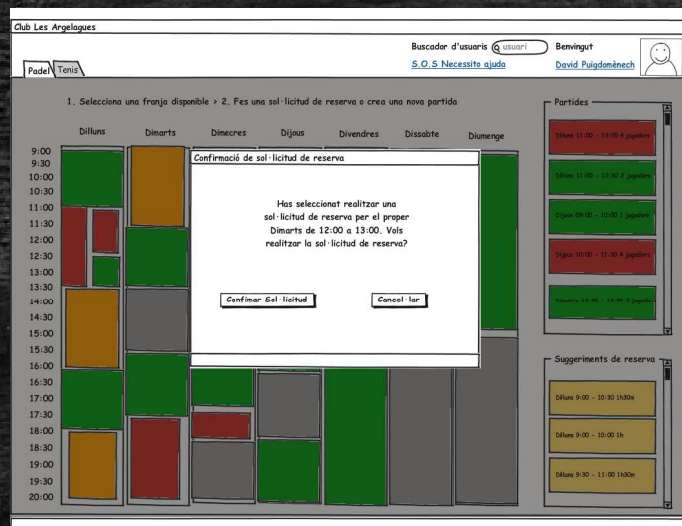 Club Les Argelagues
Buscador d'usuaris usuari Benvingut
S.O.S Necessito ajuda David Puigdomènech
Padel Tenis
1. Selecciona una franja disponible > 2. Fes una sol·licitud de reserva o crea una nova partida
Dilluns Dimarts Dimecres Dijous Divendres Dissabte Diumenge
9:00
9:30
10:00
10:30
11:00
11:30
12:00
12:30
13:00
13:30
14:00
14:30
15:00
15:30
16:00
16:30
17:00
17:30
18:00
18:30
19:00
19:30
20:00
Confirmació de sol·licitud de reserva
Has seleccionat realitzar una
sol·licitud de reserva per el proper
Dimarts de 12:00 a 13:00. Vols
realitzar la sol·licitud de reserva?
Confimar Sol·licitud Cancel·lar
Partides
Dilluns 11:00 - 13:00 4 jugadors
Dilluns 11:00 - 12:30 2 jugadors
Dijous 09:00 - 10:00 1 jugadors
Dijous 10:00 - 11:30 4 jugadors
Suggeriments de reserva
Dilluns 9:00 - 10:30 1h30m
Dilluns 9:00 - 10:00 1h
Dilluns 9:30 - 11:00 1h30m